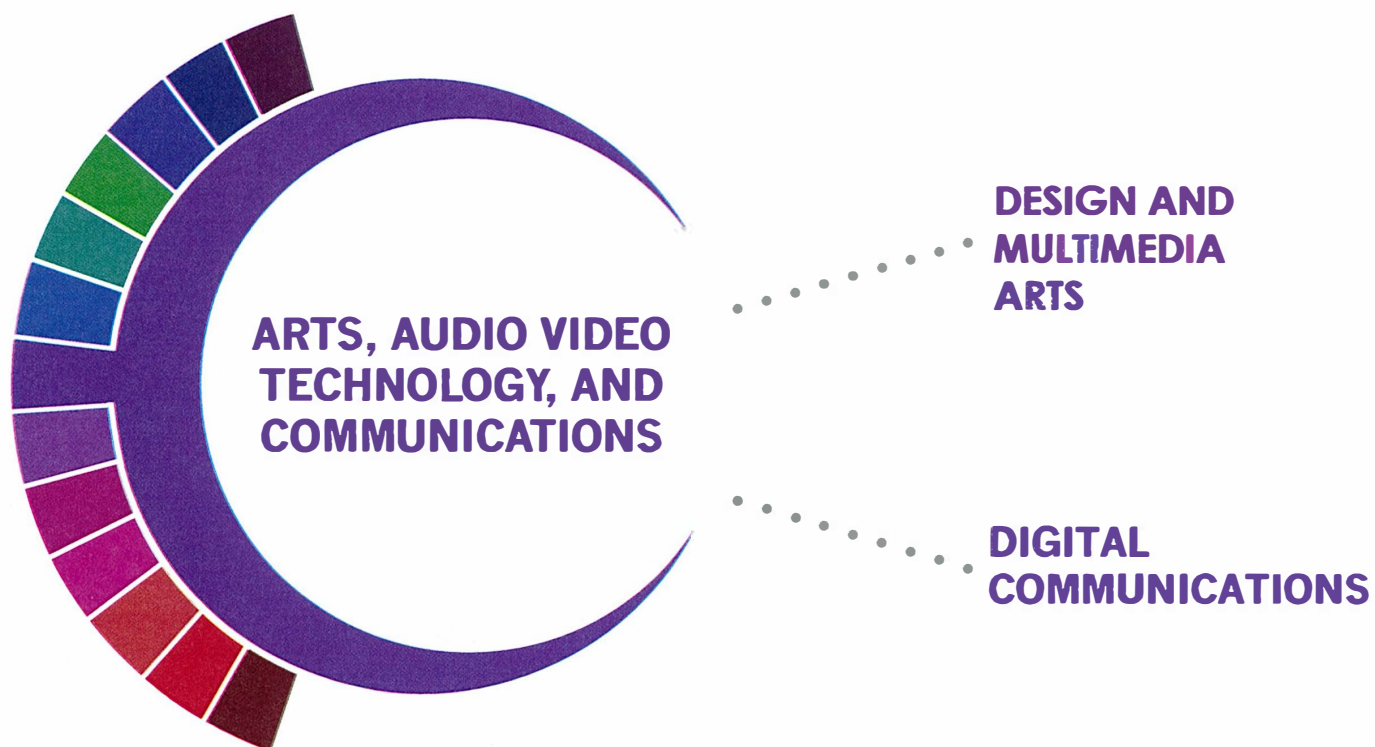 ARTS, AUDIO VIDEO
TECHNOLOGY, AND
COMMUNICATIONS
DESIGN AND
MULTIMEDIA
ARTS
DIGITAL
COMMUNICATIONS